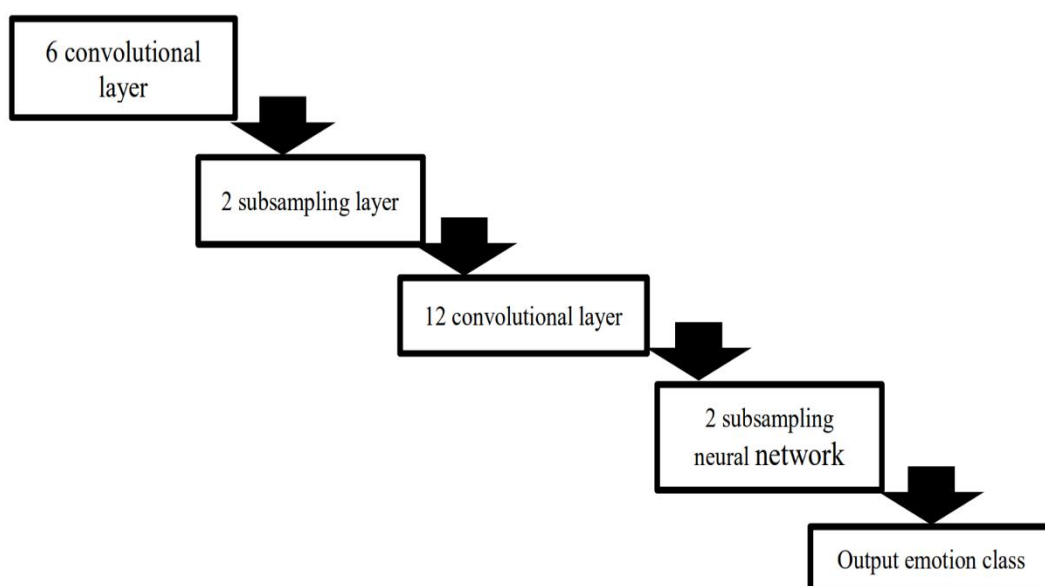 6 convolutional
layer
2 subsampling layer
12 convolutional layer
2 subsampling
neural network
Output emotion class